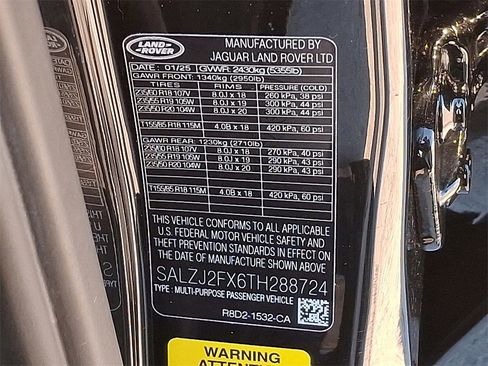 LAND
ROVER
MANUFACTURED BY
JAGUAR LAND ROVER LTD
DATE : 01/25 GVWR: 2430kg (5355lb)
GAWR FRONT: 1340kg (2950lb)
TIRES RIMS PRESSURE (COLD)
235/60 R18 107V 8.0J x 18 260 kPa, 38 psi
235/55 R19 105W 8.0J x 19 300 kPa, 44 psi
235/50 R20 104W 8.0J x 20 300 kPa, 44 psi
T155/85 R18 115M 4.0B x 18 420 kPa, 60 psi
GAWR REAR: 1230kg (2710lb)
235/60 R18 107V 8.0J x 18 270 kPa, 40 psi
235/55 R19 105W 8.0J x 19 290 kPa, 43 psi
235/50 R20 104W 8.0J x 20 290 kPa, 43 psi
T155/85 R18 115M 4.0B x 18 420 kPa, 60 psi
THIS VEHICLE CONFORMS TO ALL APPLICABLE
U.S. FEDERAL MOTOR VEHICLE SAFETY AND
THEFT PREVENTION STANDARDS IN EFFECT ON
THE DATE OF MANUFACTURE SHOWN ABOVE.
SALZJ2FX6TH288724
TYPE : MULTI-PURPOSE PASSENGER VEHICLE
R8D2-1532-CA
WARNING